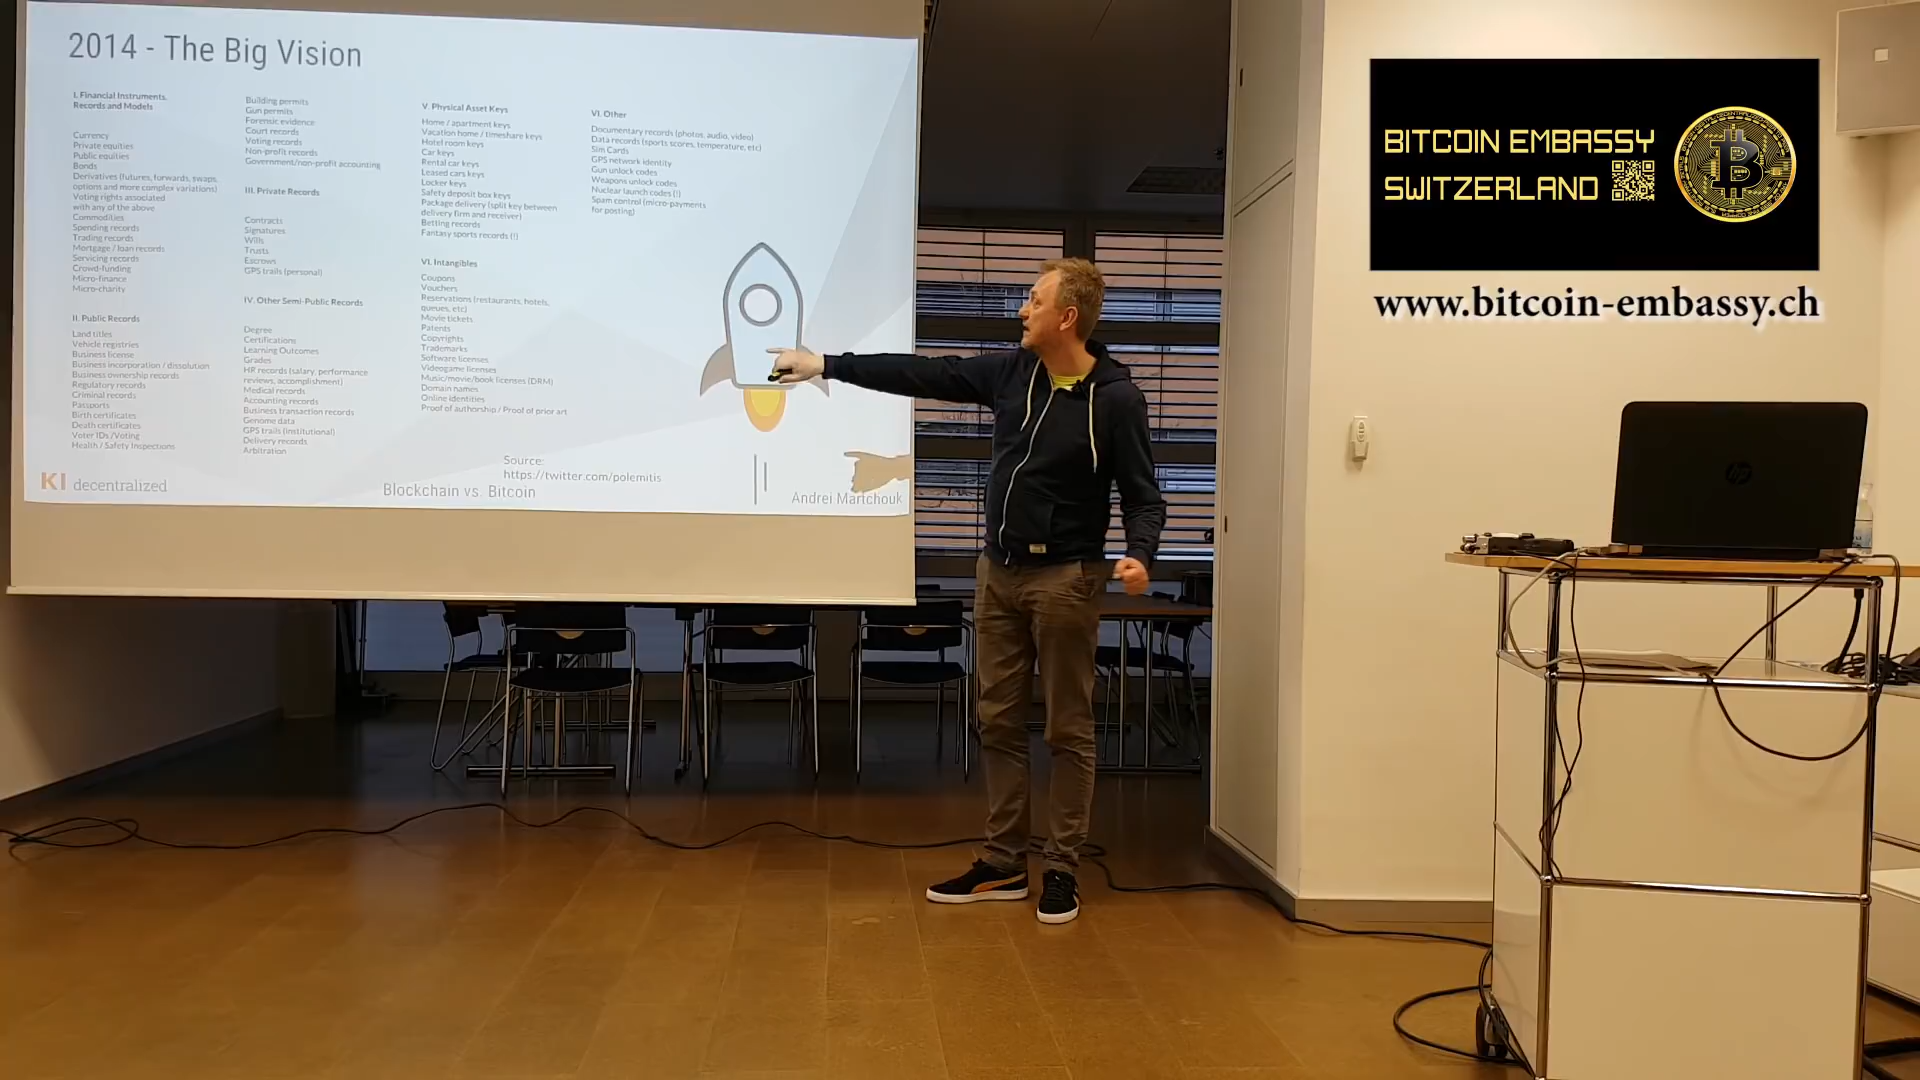 2014 - The Big Vision
I. Financial Instruments,
Records and Models
Currency
Private equities
Public equities
Bonds
Derivatives (futures, forwards, swaps,
options and more complex variations)
Voting rights associated
with any of the above
Commodities
Spending records
Trading records
Mortgage / loan records
Servicing records
Crowd-funding
Micro-finance
Micro-charity
II. Public Records
Land titles
Vehicle registries
Business license
Business incorporation / dissolution
Business ownership records
Regulatory records
Criminal records
Passports
Birth certificates
Death certificates
Voter IDs /Voting
Health / Safety Inspections
Building permits
Gun permits
Forensic evidence
Court records
Voting records
Non-profit records
Government/non-profit accounting
III. Private Records
Contracts
Signatures
Wills
Trusts
Escrows
GPS trails (personal)
IV. Other Semi-Public Records
Degree
Certifications
Learning Outcomes
Grades
HR records (salary, performance
reviews, accomplishment)
Medical records
Accounting records
Business transaction records
Genome data
GPS trails (institutional)
Delivery records
Arbitration
V. Physical Asset Keys
Home / apartment keys
Vacation home / timeshare keys
Hotel room keys
Car keys
Rental car keys
Leased cars keys
Locker keys
Safety deposit box keys
Package delivery (split key between
delivery firm and receiver)
Betting records
Fantasy sports records (!)
VI. Intangibles
Coupons
Vouchers
Reservations (restaurants, hotels,
queues, etc)
Movie tickets
Patents
Copyrights
Trademarks
Software licenses
Videogame licenses
Music/movie/book licenses (DRM)
Domain names
Online identities
Proof of authorship / Proof of prior art
VI. Other
Documentary records (photos, audio, video)
Data records (sports scores, temperature, etc)
Sim Cards
GPS network identity
Gun unlock codes
Weapons unlock codes
Nuclear launch codes (!)
Spam control (micro-payments
for posting)
Source:
https://twitter.com/polemitis
KI decentralized
Blockchain vs. Bitcoin
Andrei Martchouk
BITCOIN EMBASSY
SWITZERLAND
www.bitcoin-embassy.ch
hp